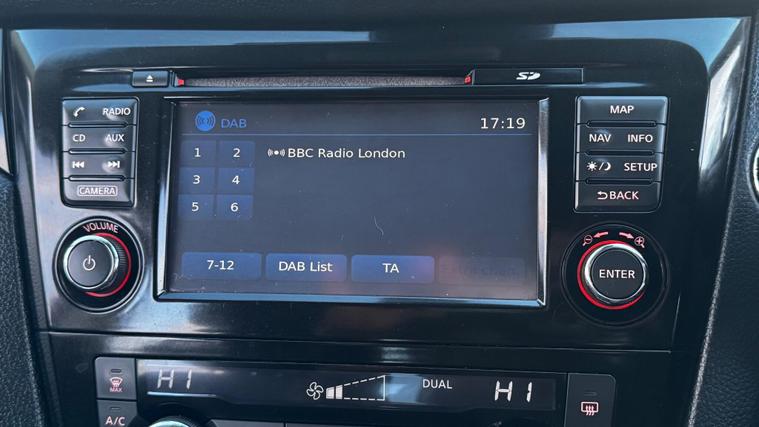 SD
RADIO
CD AUX
CAMERA
VOLUME
DAB 17:19
1 2
3 4
5 6
BBC Radio London
7-12 DAB List TA
MAP
NAV INFO
SETUP
BACK
ENTER
MAX
A/C
HI DUAL HI